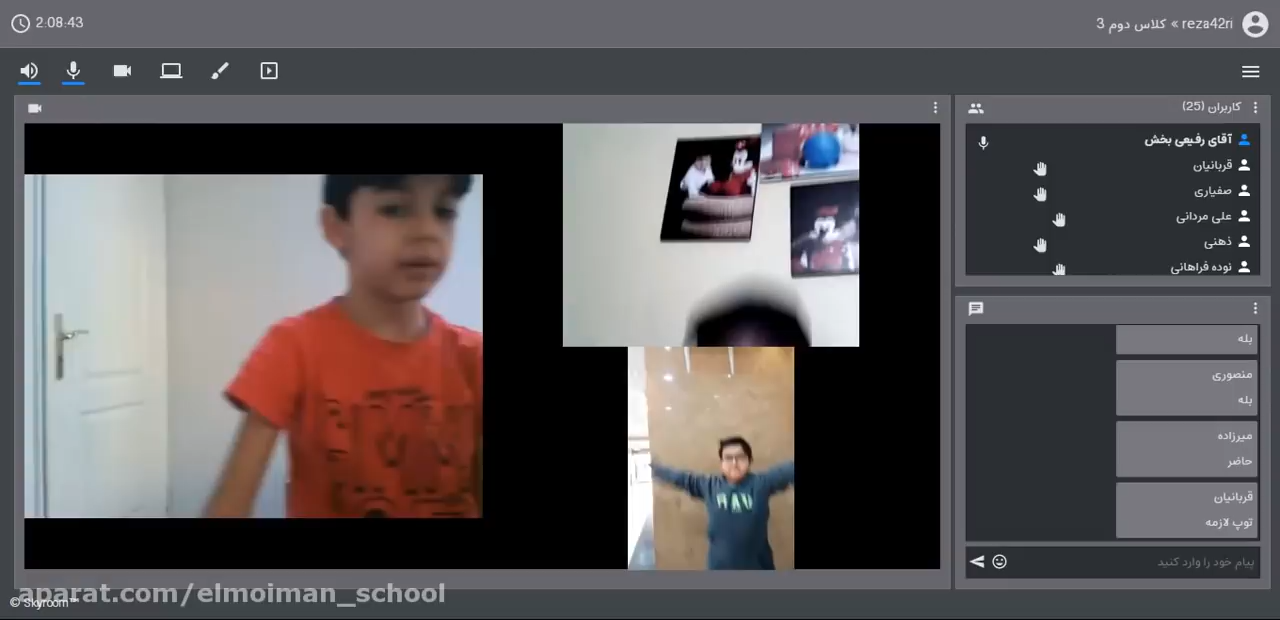 2:08:43
reza42ri » کلاس دوم 3
کاربران (25)
آقای رفیعی بخش
قربانیان
صفیاری
علی مردانی
ذهنی
نوده فراهانی
بله
منصوری
بله
میرزاده
حاضر
قربانیان
توپ لازمه
پیام خود را وارد کنید
aparat.com/elmoiman_school
© Skyroom™